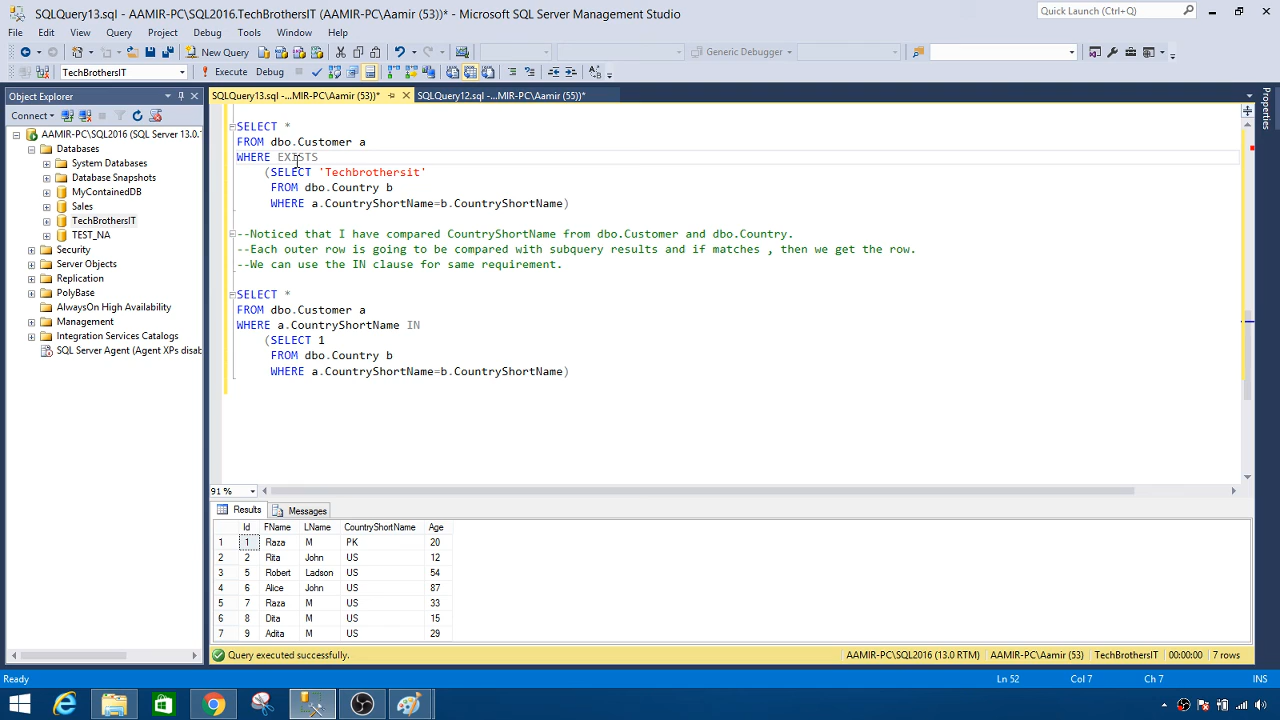 SQLQuery13.sql - AAMIR-PC\SQL2016.TechBrothersIT (AAMIR-PC\Aamir (53))* - Microsoft SQL Server Management Studio
Quick Launch (Ctrl+Q)
File Edit View Query Project Debug Tools Window Help
New Query Generic Debugger
TechBrothersIT Execute Debug
Object Explorer
SQLQuery13.sql -...MIR-PC\Aamir (53))* SQLQuery12.sql -...MIR-PC\Aamir (55))*
Properties
Connect
AAMIR-PC\SQL2016 (SQL Server 13.0.
Databases
System Databases
Database Snapshots
MyContainedDB
Sales
TechBrothersIT
TEST_NA
Security
Server Objects
Replication
PolyBase
AlwaysOn High Availability
Management
Integration Services Catalogs
SQL Server Agent (Agent XPs disab
SELECT *
FROM dbo.Customer a
WHERE EXISTS
(SELECT 'Techbrothersit'
FROM dbo.Country b
WHERE a.CountryShortName=b.CountryShortName)
--Noticed that I have compared CountryShortName from dbo.Customer and dbo.Country.
--Each outer row is going to be compared with subquery results and if matches , then we get the row.
--We can use the IN clause for same requirement.
SELECT *
FROM dbo.Customer a
WHERE a.CountryShortName IN
(SELECT 1
FROM dbo.Country b
WHERE a.CountryShortName=b.CountryShortName)
91 %
Results Messages
Id FName LName CountryShortName Age
1 1 Raza M PK 20
2 2 Rita John US 12
3 5 Robert Ladson US 54
4 6 Alice John US 87
5 7 Raza M US 33
6 8 Dita M US 15
7 9 Adita M US 29
Query executed successfully. AAMIR-PC\SQL2016 (13.0 RTM) AAMIR-PC\Aamir (53) TechBrothersIT 00:00:00 7 rows
Ready Ln 52 Col 7 Ch 7 INS